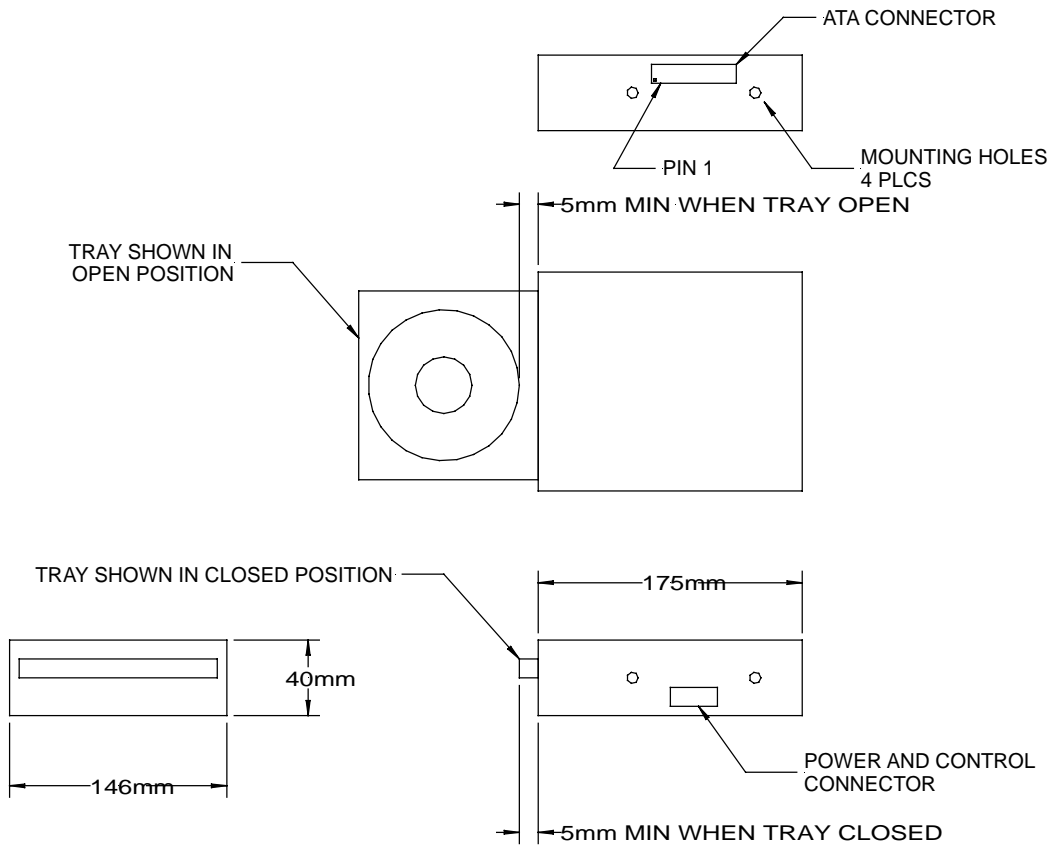 ATA CONNECTOR
PIN 1
MOUNTING HOLES
4 PLCS
5mm MIN WHEN TRAY OPEN
TRAY SHOWN IN
OPEN POSITION
TRAY SHOWN IN CLOSED POSITION
175mm
40mm
146mm
POWER AND CONTROL
CONNECTOR
5mm MIN WHEN TRAY CLOSED